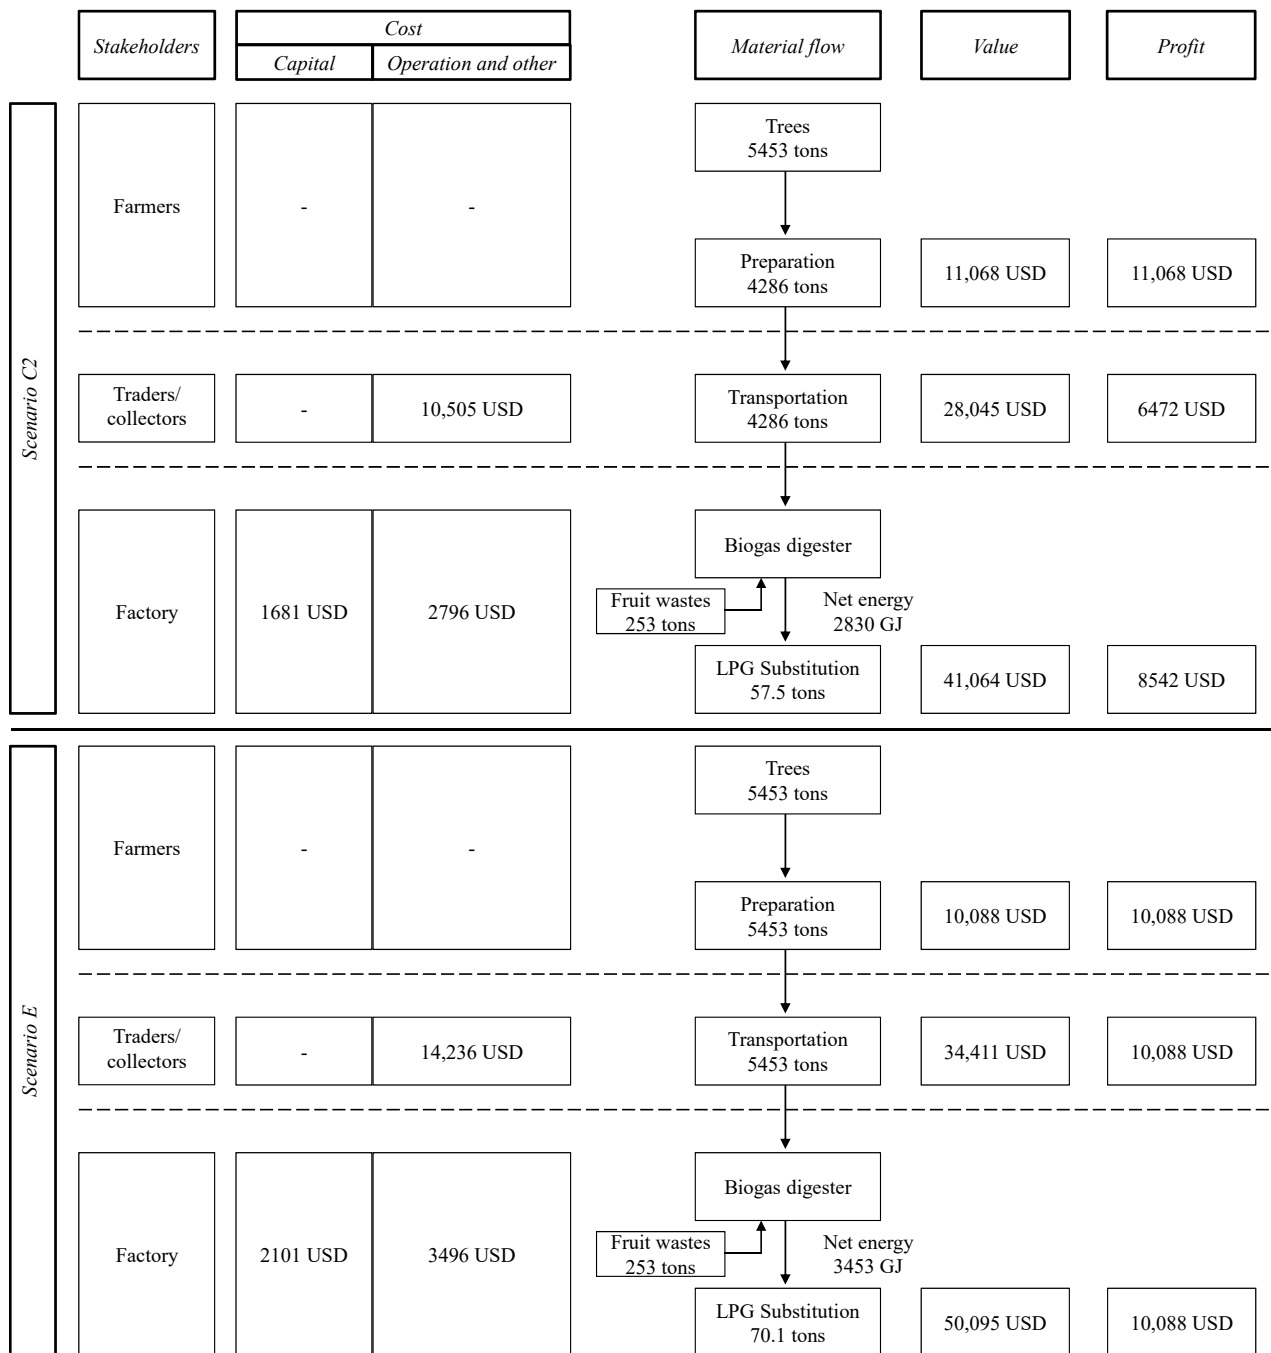 Stakeholders
Cost
Capital
Operation and other
Material flow
Value
Profit
Scenario C2
Farmers
-
-
Trees
5453 tons
Preparation
4286 tons
11,068 USD
11,068 USD
Traders/
collectors
-
10,505 USD
Transportation
4286 tons
28,045 USD
6472 USD
Factory
1681 USD
2796 USD
Biogas digester
Fruit wastes
253 tons
Net energy
2830 GJ
LPG Substitution
57.5 tons
41,064 USD
8542 USD
Scenario E
Farmers
-
-
Trees
5453 tons
Preparation
5453 tons
10,088 USD
10,088 USD
Traders/
collectors
-
14,236 USD
Transportation
5453 tons
34,411 USD
10,088 USD
Factory
2101 USD
3496 USD
Biogas digester
Fruit wastes
253 tons
Net energy
3453 GJ
LPG Substitution
70.1 tons
50,095 USD
10,088 USD